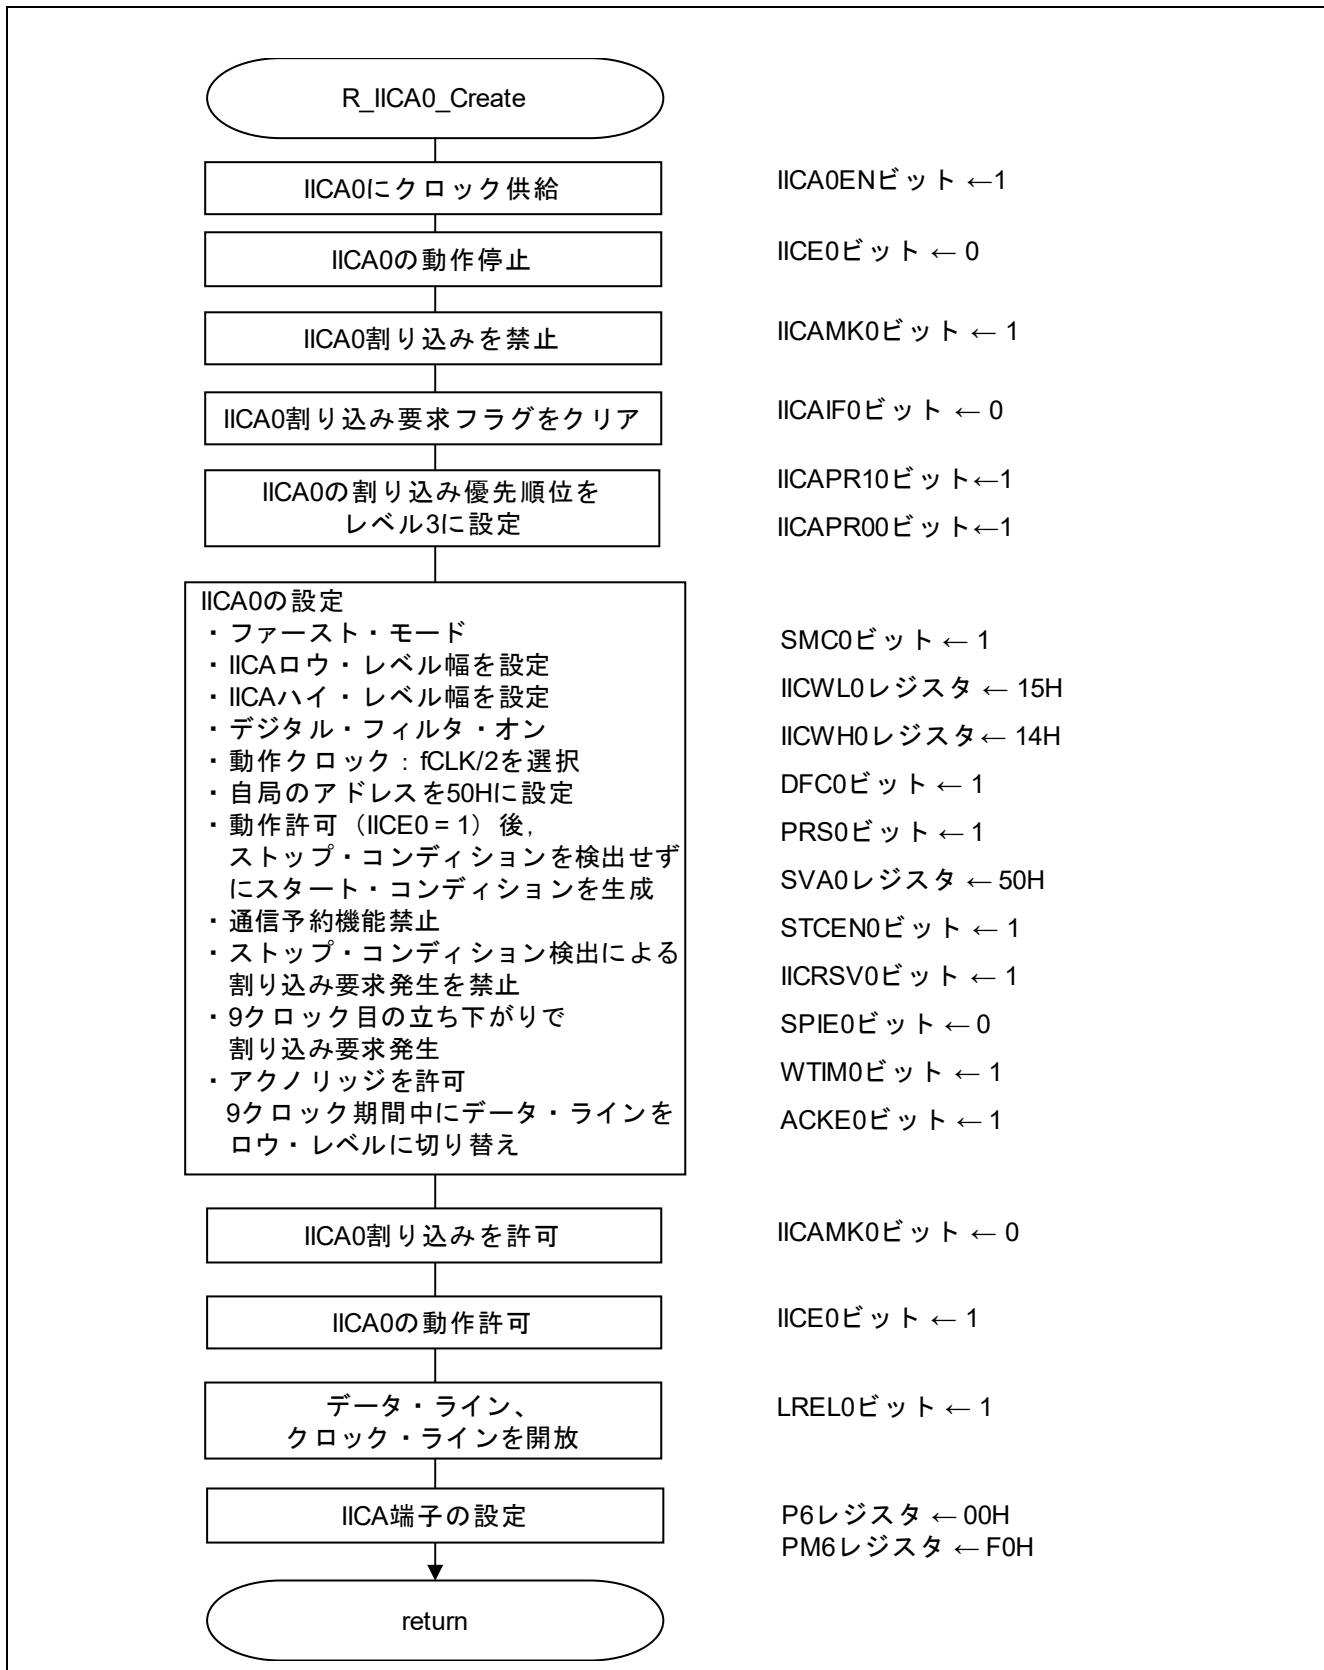 R_IICA0_Create
IICA0にクロック供給
IICA0ENビット ←1
IICA0の動作停止
IICE0ビット ← 0
IICA0割り込みを禁止
IICAMK0ビット ← 1
IICA0割り込み要求フラグをクリア
IICAIF0ビット ← 0
IICA0の割り込み優先順位を
レベル3に設定
IICAPR10ビット←1
IICAPR00ビット←1
IICA0の設定
・ファースト・モード
・IICAロウ・レベル幅を設定
・IICAハイ・レベル幅を設定
・デジタル・フィルタ・オン
・動作クロック：fCLK/2を選択
・自局のアドレスを50Hに設定
・動作許可（IICE0 = 1）後,
ストップ・コンディションを検出せず
にスタート・コンディションを生成
・通信予約機能禁止
・ストップ・コンディション検出による
割り込み要求発生を禁止
・9クロック目の立ち下がりで
割り込み要求発生
・アクノリッジを許可
9クロック期間中にデータ・ラインを
ロウ・レベルに切り替え
SMC0ビット ← 1
IICWL0レジスタ ← 15H
IICWH0レジスタ← 14H
DFC0ビット ← 1
PRS0ビット ← 1
SVA0レジスタ ← 50H
STCEN0ビット ← 1
IICRSV0ビット ← 1
SPIE0ビット ← 0
WTIM0ビット ← 1
ACKE0ビット ← 1
IICA0割り込みを許可
IICAMK0ビット ← 0
IICA0の動作許可
IICE0ビット ← 1
データ・ライン、
クロック・ラインを開放
LREL0ビット ← 1
IICA端子の設定
P6レジスタ ← 00H
PM6レジスタ ← F0H
return